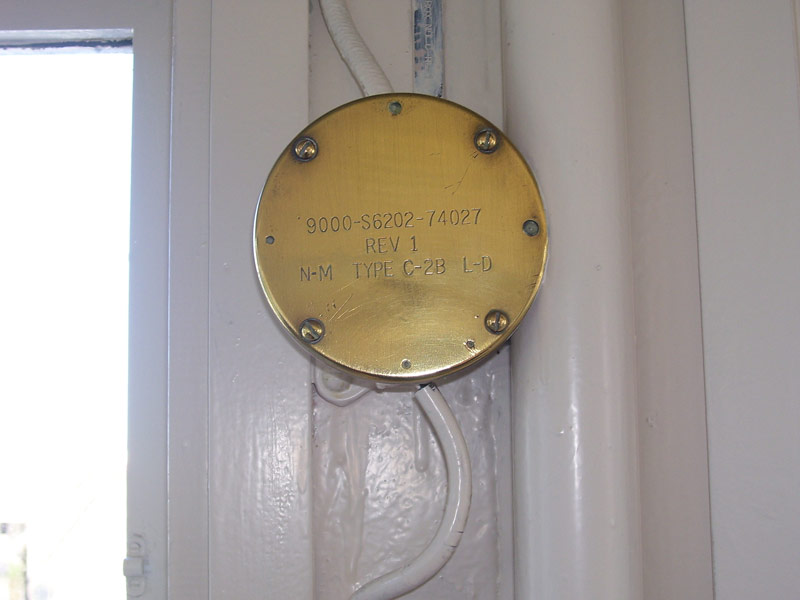 9000-S6202-74027
REV 1
N-M TYPE C-2B L-D